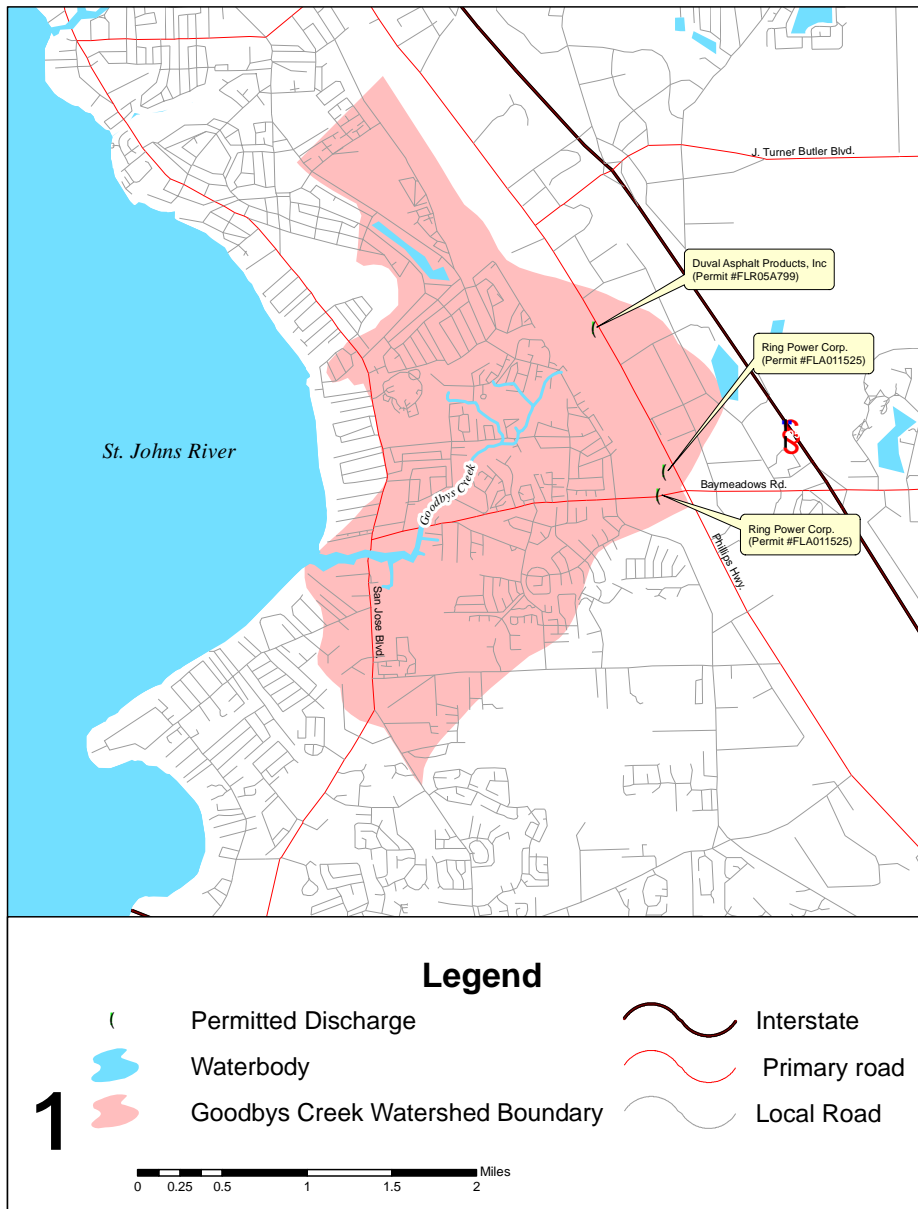 J. Turner Butler Blvd.
Duval Asphalt Products, Inc
(Permit #FLR05A799)
Ring Power Corp.
(Permit #FLA011525)
St. Johns River
Goodbys Creek
Baymeadows Rd.
Ring Power Corp.
(Permit #FLA011525)
Phillips Hwy.
San Jose Blvd.
Legend
Permitted Discharge
Interstate
Waterbody
Primary road
Goodbys Creek Watershed Boundary
Local Road
1
Miles
0 0.25 0.5 1 1.5 2